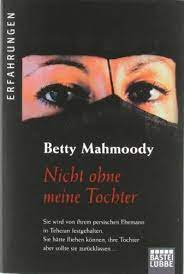 ERFAHRUNGEN
Betty Mahmoody
Nicht ohne
meine Tochter
Sie wird von ihrem persischen Ehemann
in Teheran festgehalten.
Sie hätte fliehen können, ihre Tochter
aber sollte sie zurücklassen...
BASTEI
LÜBBE